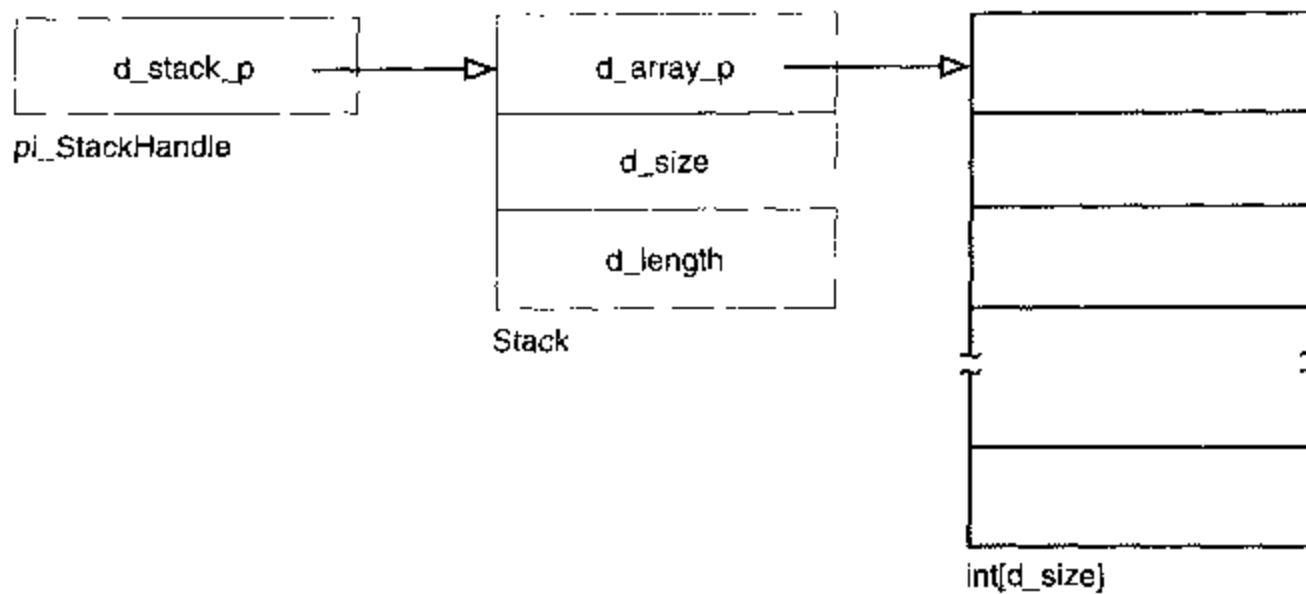 d_stack_p
pi_StackHandle
d_array_p
d_size
d_length
Stack
int[d_size]